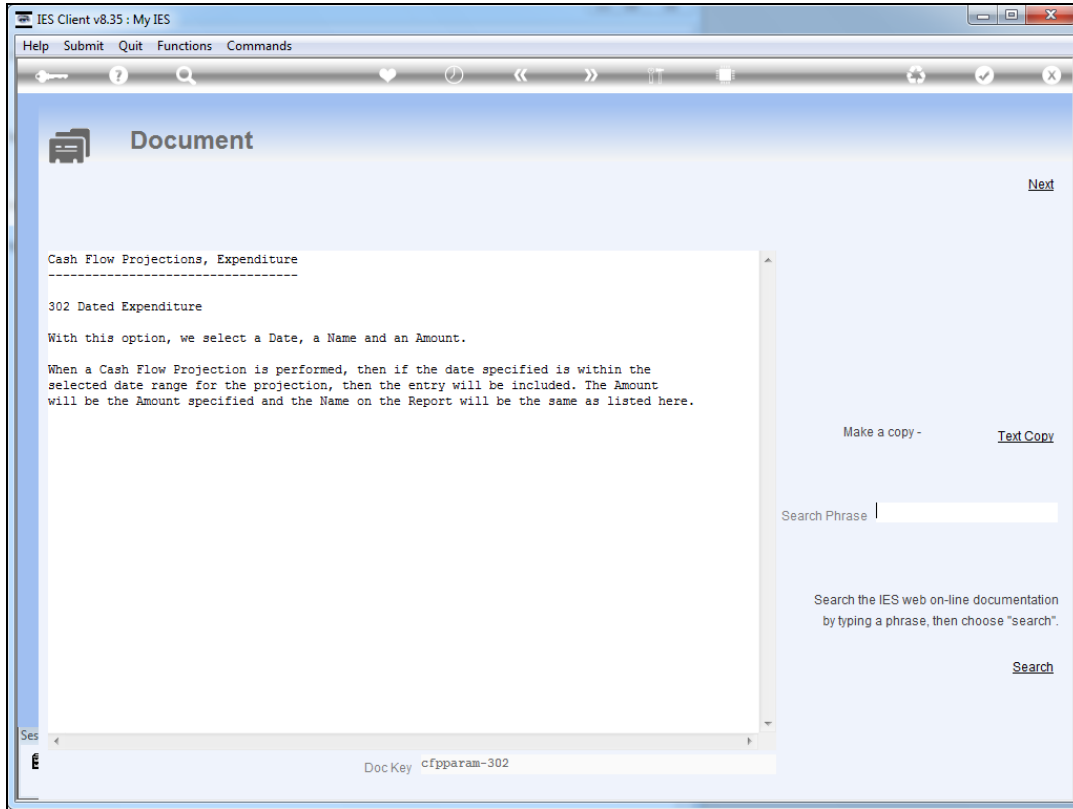 IES Client v8.35 : My IES
Help Submit Quit Functions Commands
Document
Next
Cash Flow Projections, Expenditure
----------------------------------
302 Dated Expenditure
With this option, we select a Date, a Name and an Amount.
When a Cash Flow Projection is performed, then if the date specified is within the
selected date range for the projection, then the entry will be included. The Amount
will be the Amount specified and the Name on the Report will be the same as listed here.
Make a copy - Text Copy
Search Phrase
Search the IES web on-line documentation
by typing a phrase, then choose "search".
Search
Ses
Doc Key cfpparam-302